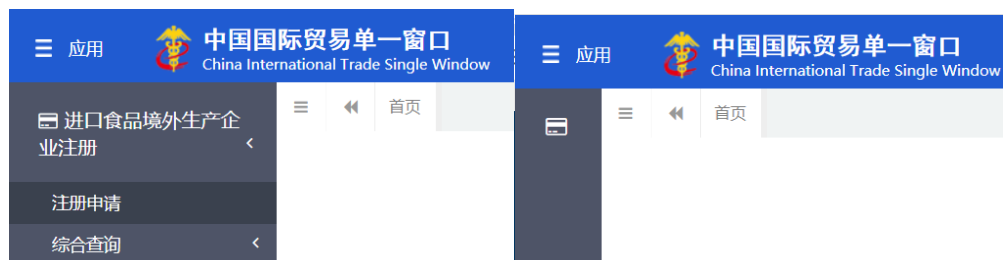 应用
中国国际贸易单一窗口
China International Trade Single Window
进口食品境外生产企
业注册
首页
注册申请
综合查询
应用
中国国际贸易单一窗口
China International Trade Single Window
首页